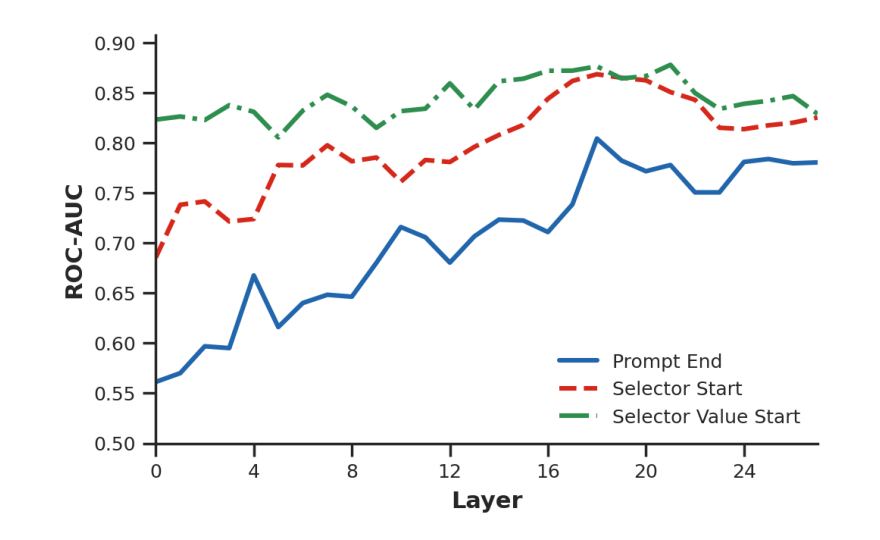 0.90
0.85
0.80
0.75
0.70
0.65
0.60
0.55
0.50
ROC-AUC
Prompt End
Selector Start
Selector Value Start
0 4 8 12 16 20 24
Layer